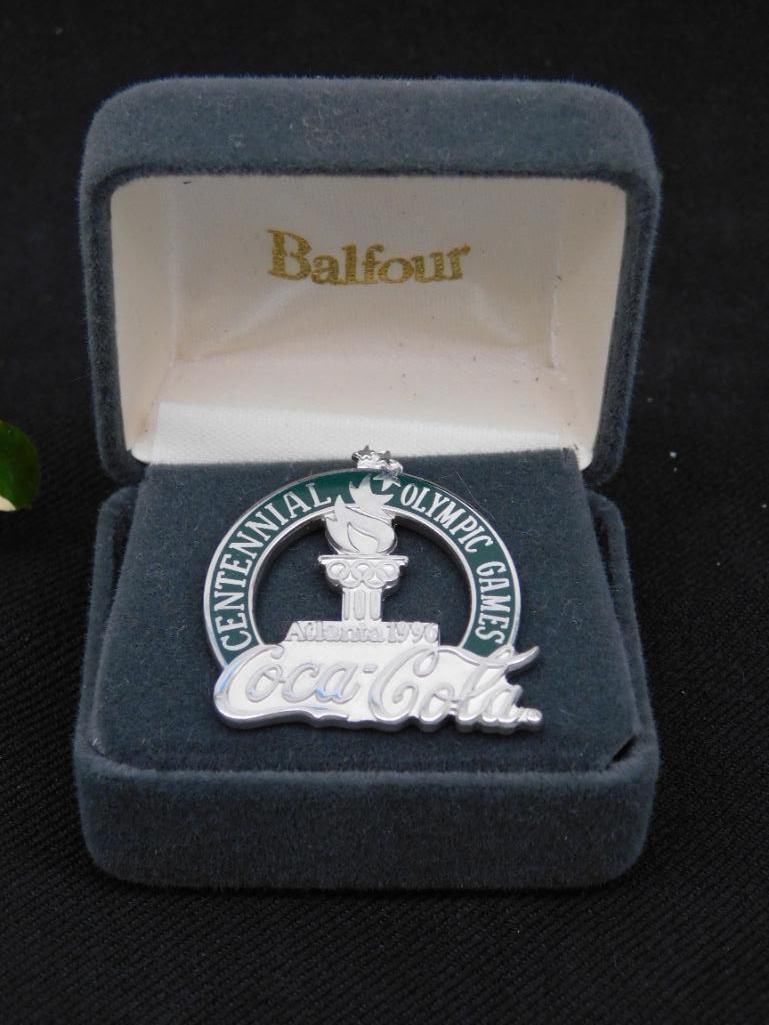 Balfour
CENTENNIAL OLYMPIC GAMES
Atlanta 1996
Coca-Cola